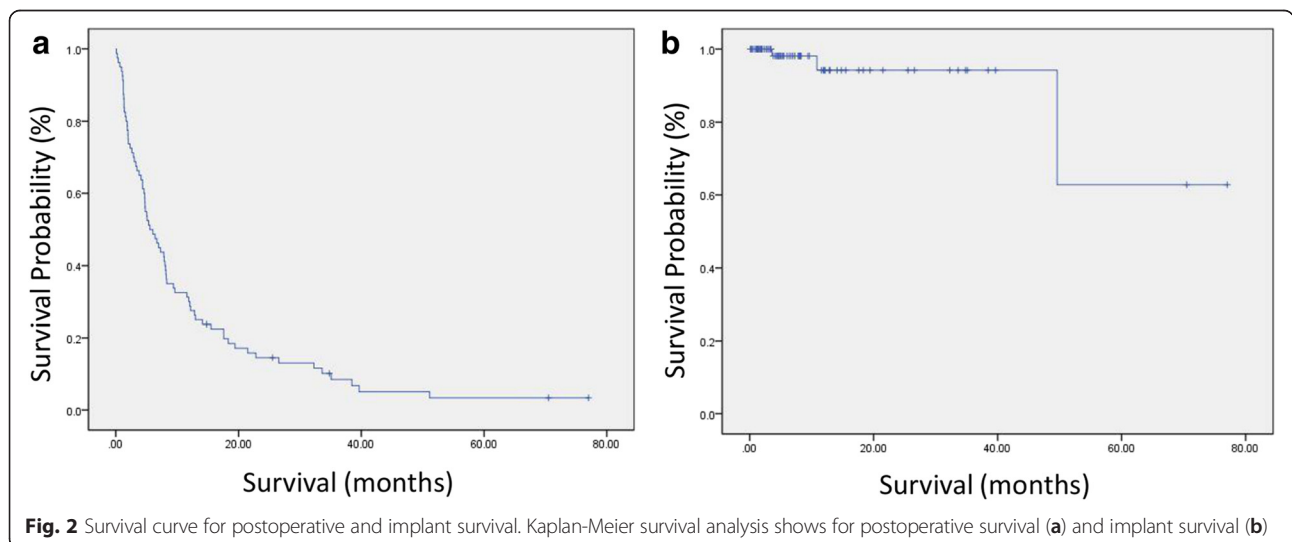 a
1.0
0.8
0.6
0.4
0.2
0.0
Survival Probability (%)
.00 20.00 40.00 60.00 80.00
Survival (months)
b
1.0
0.8
0.6
0.4
0.2
0.0
Survival Probability (%)
.00 20.00 40.00 60.00 80.00
Survival (months)
Fig. 2 Survival curve for postoperative and implant survival. Kaplan-Meier survival analysis shows for postoperative survival (a) and implant survival (b)